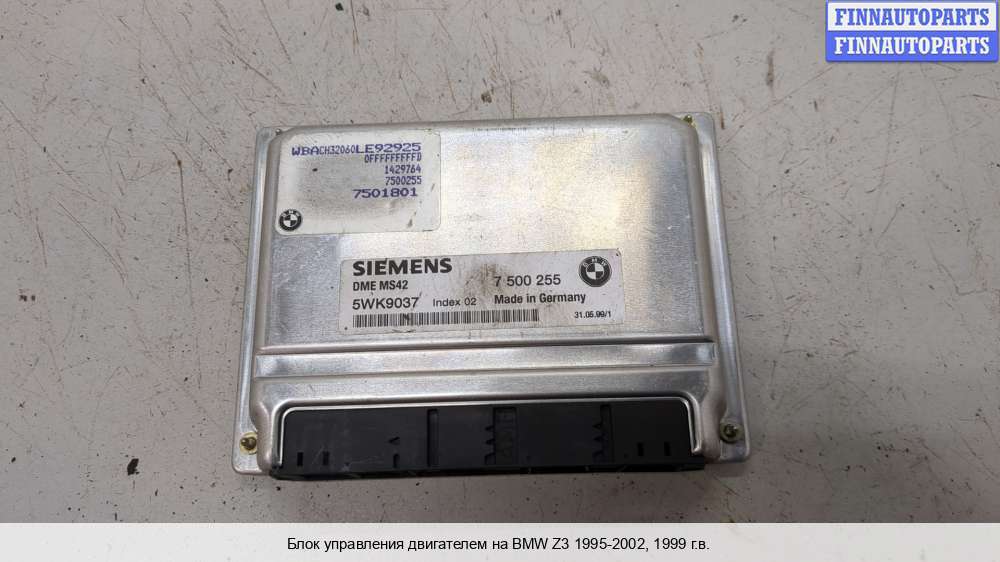 FINNAUTOPARTS
FINNAUTOPARTS
WBACH32060LE92925
0FFFFFFFFFD
1429764
7500255
7501801
SIEMENS
DME MS42
7 500 255
BMW
5WK9037 Index 02 Made in Germany
31.05.99/1
Блок управления двигателем на BMW Z3 1995-2002, 1999 г.в.